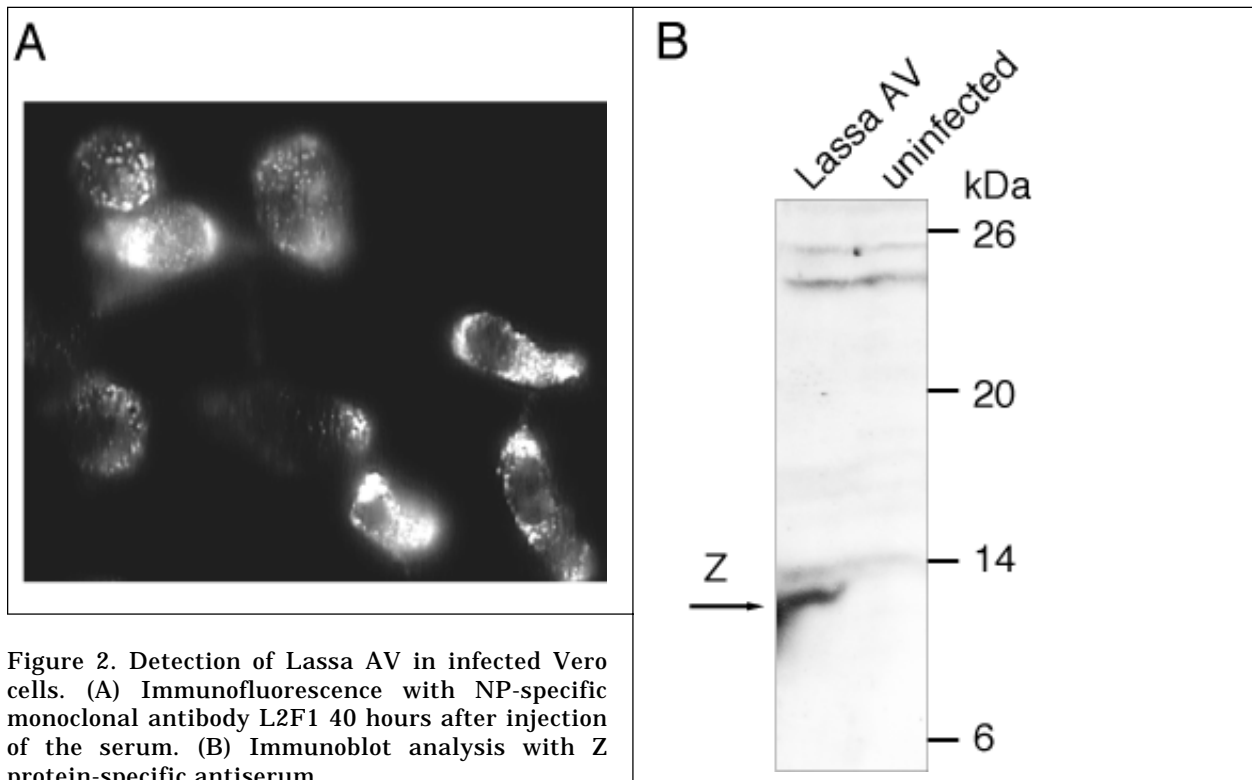 A
B
Lassa AV
uninfected
kDa
26
20
14
Z
6
Figure 2. Detection of Lassa AV in infected Vero
cells. (A) Immunofluorescence with NP-specific
monoclonal antibody L2F1 40 hours after injection
of the serum. (B) Immunoblot analysis with Z
protein-specific antiserum